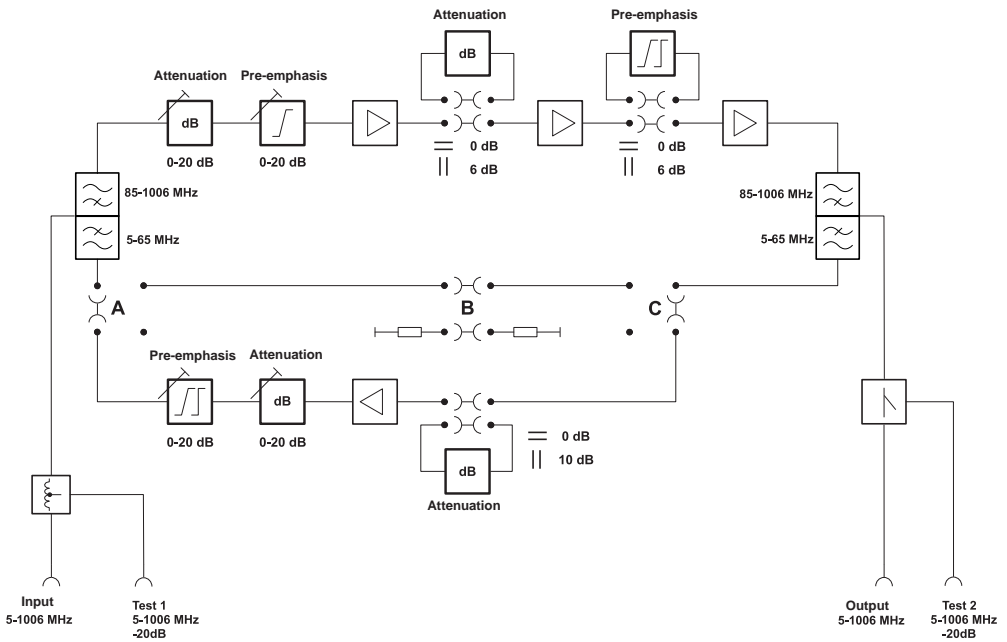 Attenuation
Pre-emphasis
Attenuation
Pre-emphasis
dB
dB
0-20 dB
0-20 dB
0 dB
6 dB
0 dB
6 dB
85-1006 MHz
5-65 MHz
85-1006 MHz
5-65 MHz
A
B
C
Pre-emphasis
Attenuation
dB
0-20 dB
0-20 dB
0 dB
10 dB
dB
Attenuation
Input
5-1006 MHz
Test 1
5-1006 MHz
-20dB
Output
5-1006 MHz
Test 2
5-1006 MHz
-20dB